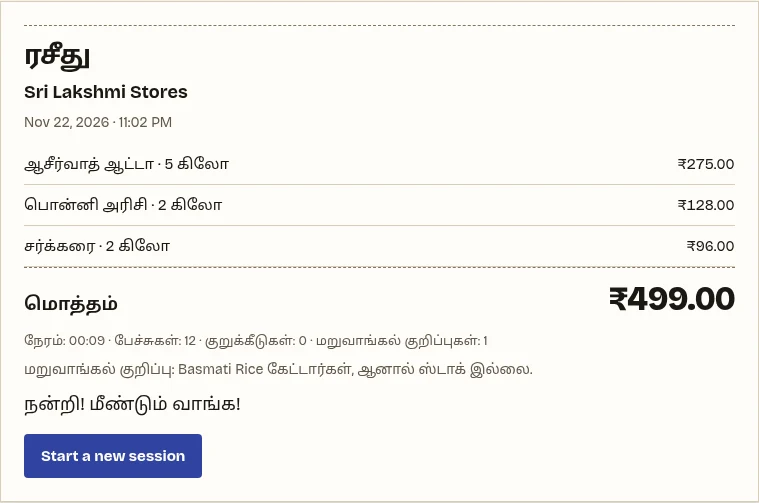 ரசீது
Sri Lakshmi Stores
Nov 22, 2026 · 11:02 PM
ஆசீர்வாத் ஆட்டா · 5 கிலோ ₹275.00
பொன்னி அரிசி · 2 கிலோ ₹128.00
சர்க்கரை · 2 கிலோ ₹96.00
மொத்தம் ₹499.00
நேரம்: 00:09 · பேச்சுகள்: 12 · குறுக்கீடுகள்: 0 · மறுவாங்கல் குறிப்புகள்: 1
மறுவாங்கல் குறிப்பு: Basmati Rice கேட்டார்கள், ஆனால் ஸ்டாக் இல்லை.
நன்றி! மீண்டும் வாங்க!
Start a new session